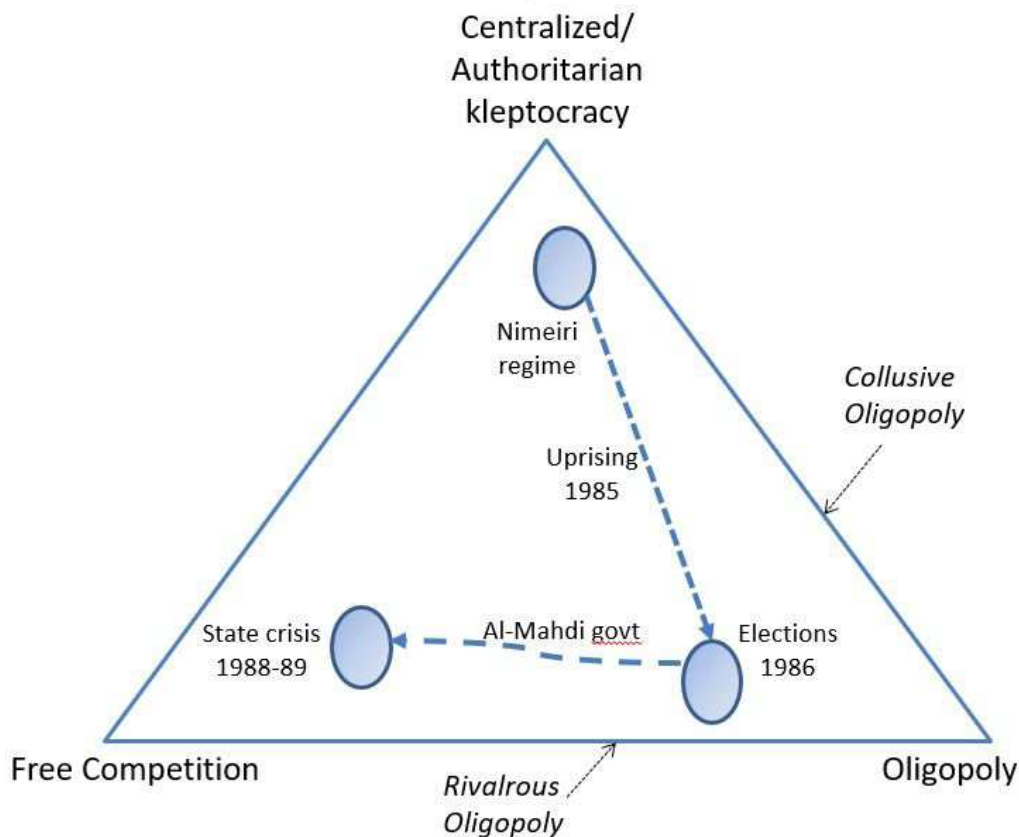 Centralized/
Authoritarian
kleptocracy
Nimeiri
regime
Collusive
Oligopoly
Uprising
1985
State crisis
1988-89
Al-Mahdi govt
Elections
1986
Free Competition
Rivalrous
Oligopoly
Oligopoly